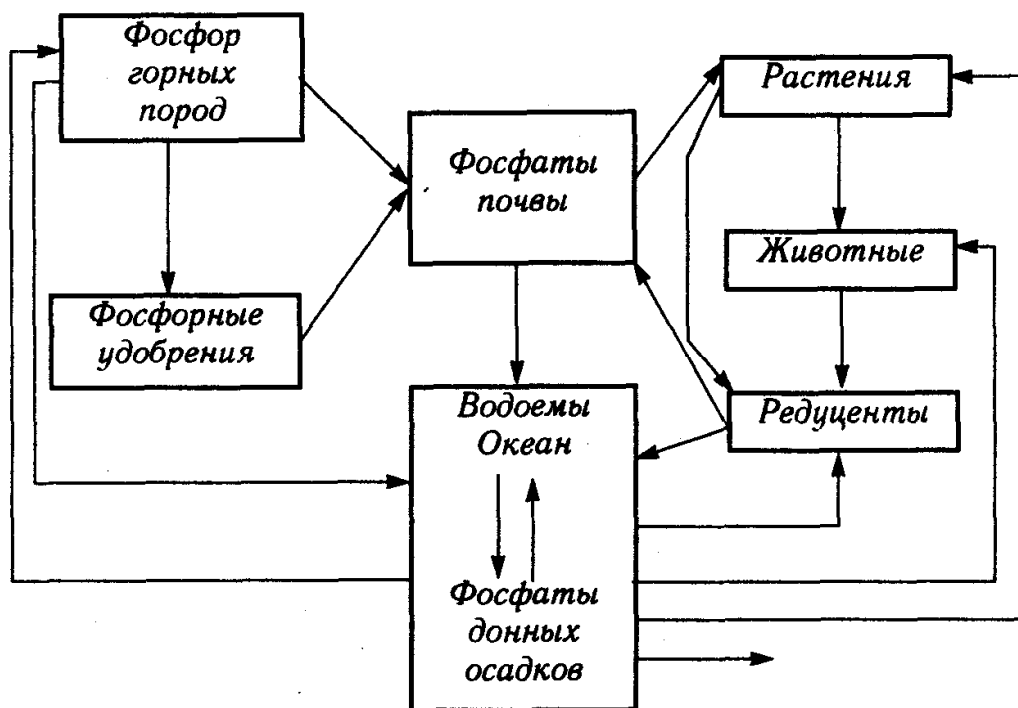 Фосфор
горных
пород
Растения
Фосфаты
почвы
Животные
Фосфорные
удобрения
Водоемы
Океан
Редуценты
Фосфаты
донных
осадков